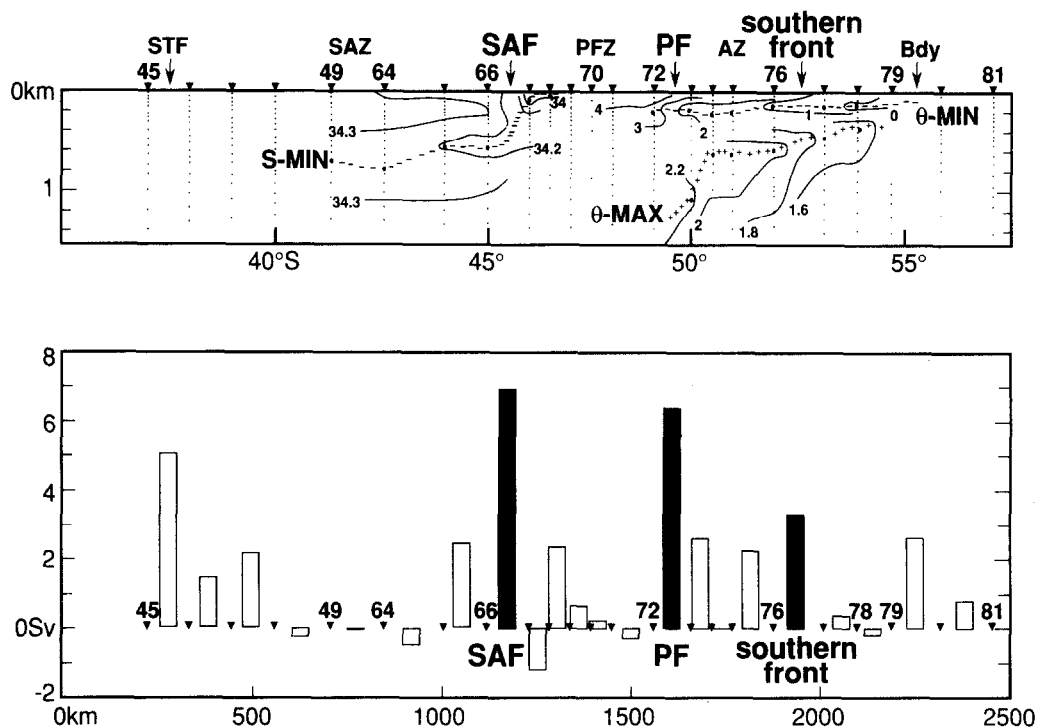 STF SAZ SAF PFZ PF AZ southern front Bdy
45 49 64 66 70 72 76 79 81
0km
34 4 1 0 θ-MIN
34.3 3 2
S-MIN 34.2
2.2
1
34.3 θ-MAX 2 1.8 1.6
40°S 45° 50° 55°
8
6
4
2
45 49 64 66 72 76 78 79 81
0Sv
SAF PF southern front
-2
0km 500 1000 1500 2000 2500